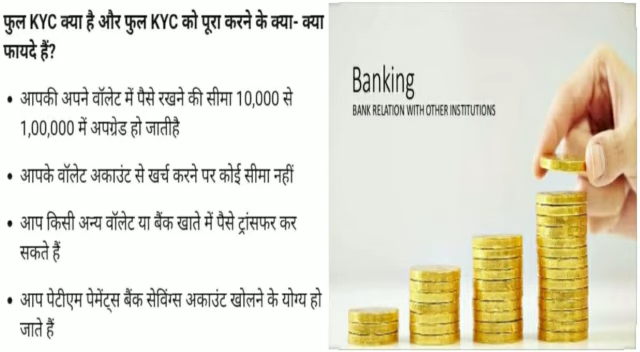 फुल KYC क्या है और फुल KYC को पूरा करने के क्या- क्या
फायदे हैं?
• आपकी अपने वॉलेट में पैसे रखने की सीमा 10,000 से
1,00,000 में अपग्रेड हो जातीहै
• आपके वॉलेट अकाउंट से खर्च करने पर कोई सीमा नहीं
• आप किसी अन्य वॉलेट या बैंक खाते में पैसे ट्रांसफर कर
सकते हैं
• आप पेटीएम पेमेंट्स बैंक सेविंग्स अकाउंट खोलने के योग्य हो
जाते हैं
Banking
BANK RELATION WITH OTHER INSTITUTIONS